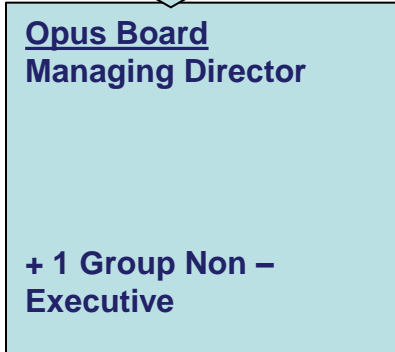 Opus Board
Managing Director
+ 1 Group Non –
Executive